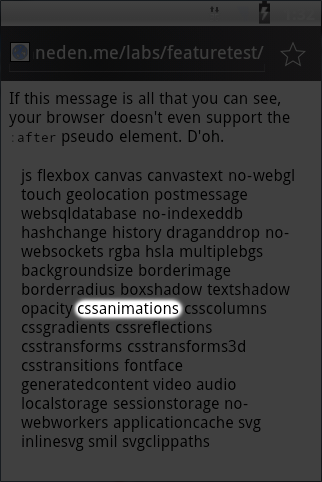 neden.me/labs/featuretest/
If this message is all that you can see,
your browser doesn't even support the
:after pseudo element. D'oh.
js flexbox canvas canvastext no-webgl
touch geolocation postmessage
websqldatabase no-indexeddb
hashchange history draganddrop no-
websockets rgba hsla multiplebgs
backgroundsize borderimage
borderradius boxshadow textshadow
opacity cssanimations csscolumns
cssgradients cssreflections
csstransforms csstransforms3d
csstransitions fontface
generatedcontent video audio
localstorage sessionstorage no-
webworkers applicationcache svg
inlinesvg smil svgclippaths